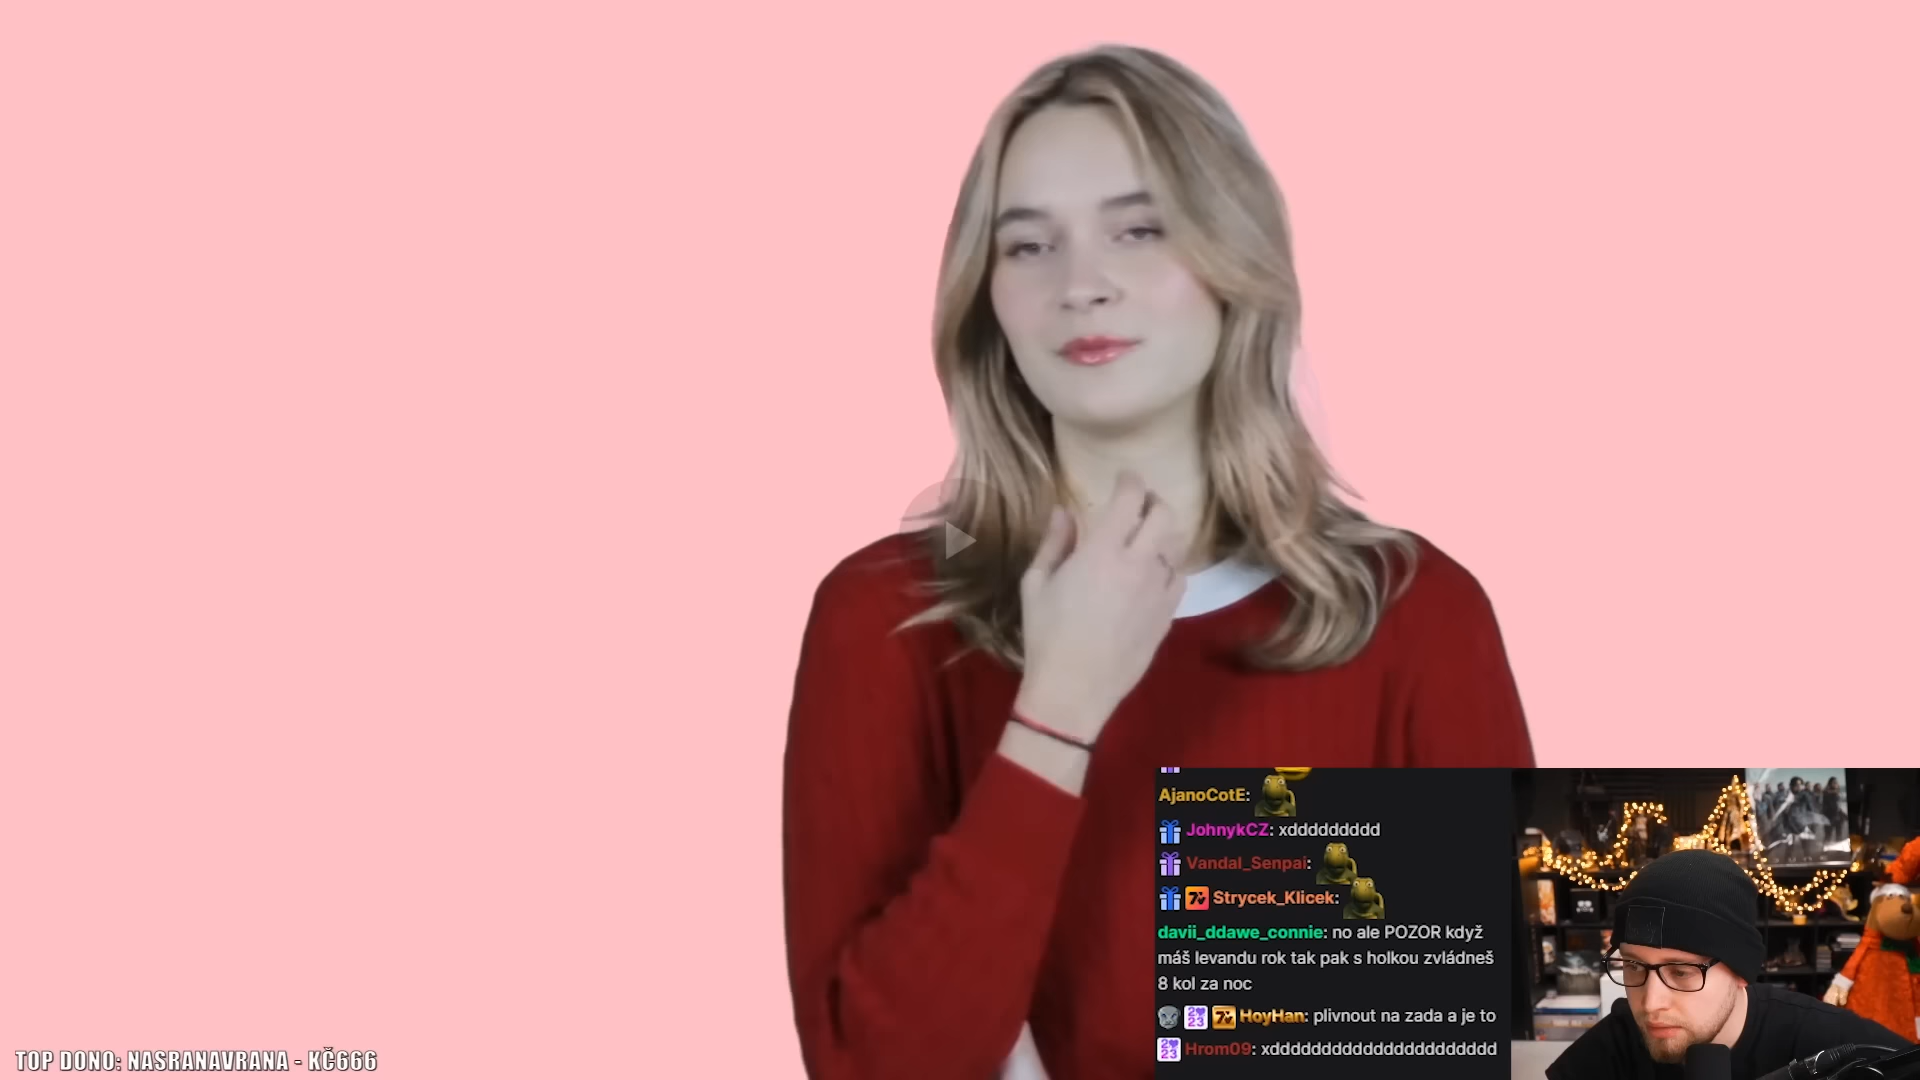 AjanoCotE:
JohnykCZ: xddddddddd
Vandal_Senpai:
Strycek_Klicek:
davii_ddawe_connie: no ale POZOR když
máš levandu rok tak pak s holkou zvládneš
8 kol za noc
HoyHan: plivnout na zada a je to
Hrom09: xddddddddddddddddddddddd
TOP DONO: NASRANAVRANA - KČ666